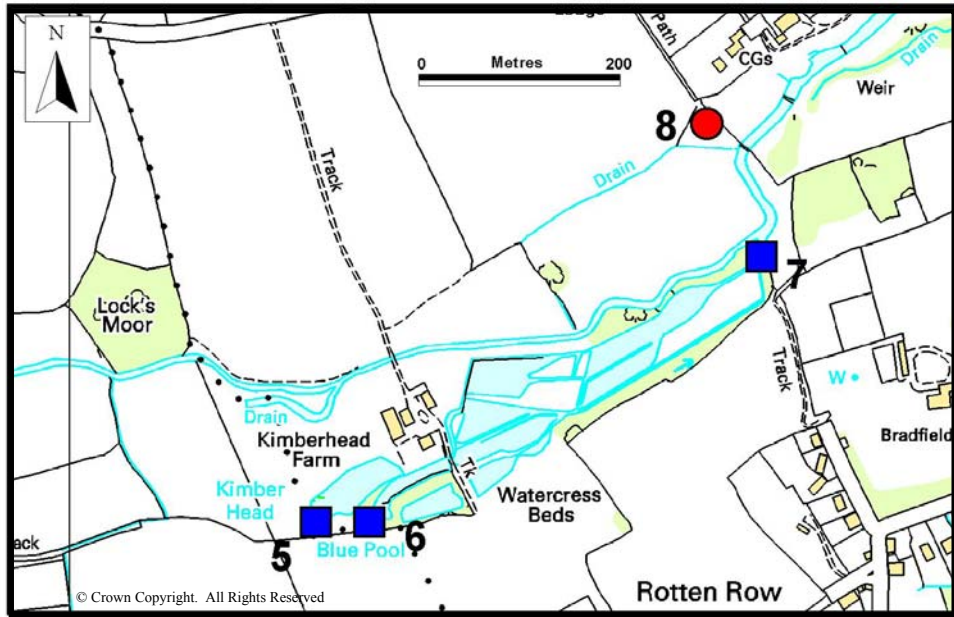 N
Metres
0
200
Path
CGs
Drain
Weir
8
Track
Drain
7
Lock's
Moor
Track
W
Drain
Bradfield
Kimberhead
Farm
Tk
Kimber
Head
Watercress
Beds
5
Blue Pool
6
ack
Rotten Row
© Crown Copyright. All Rights Reserved